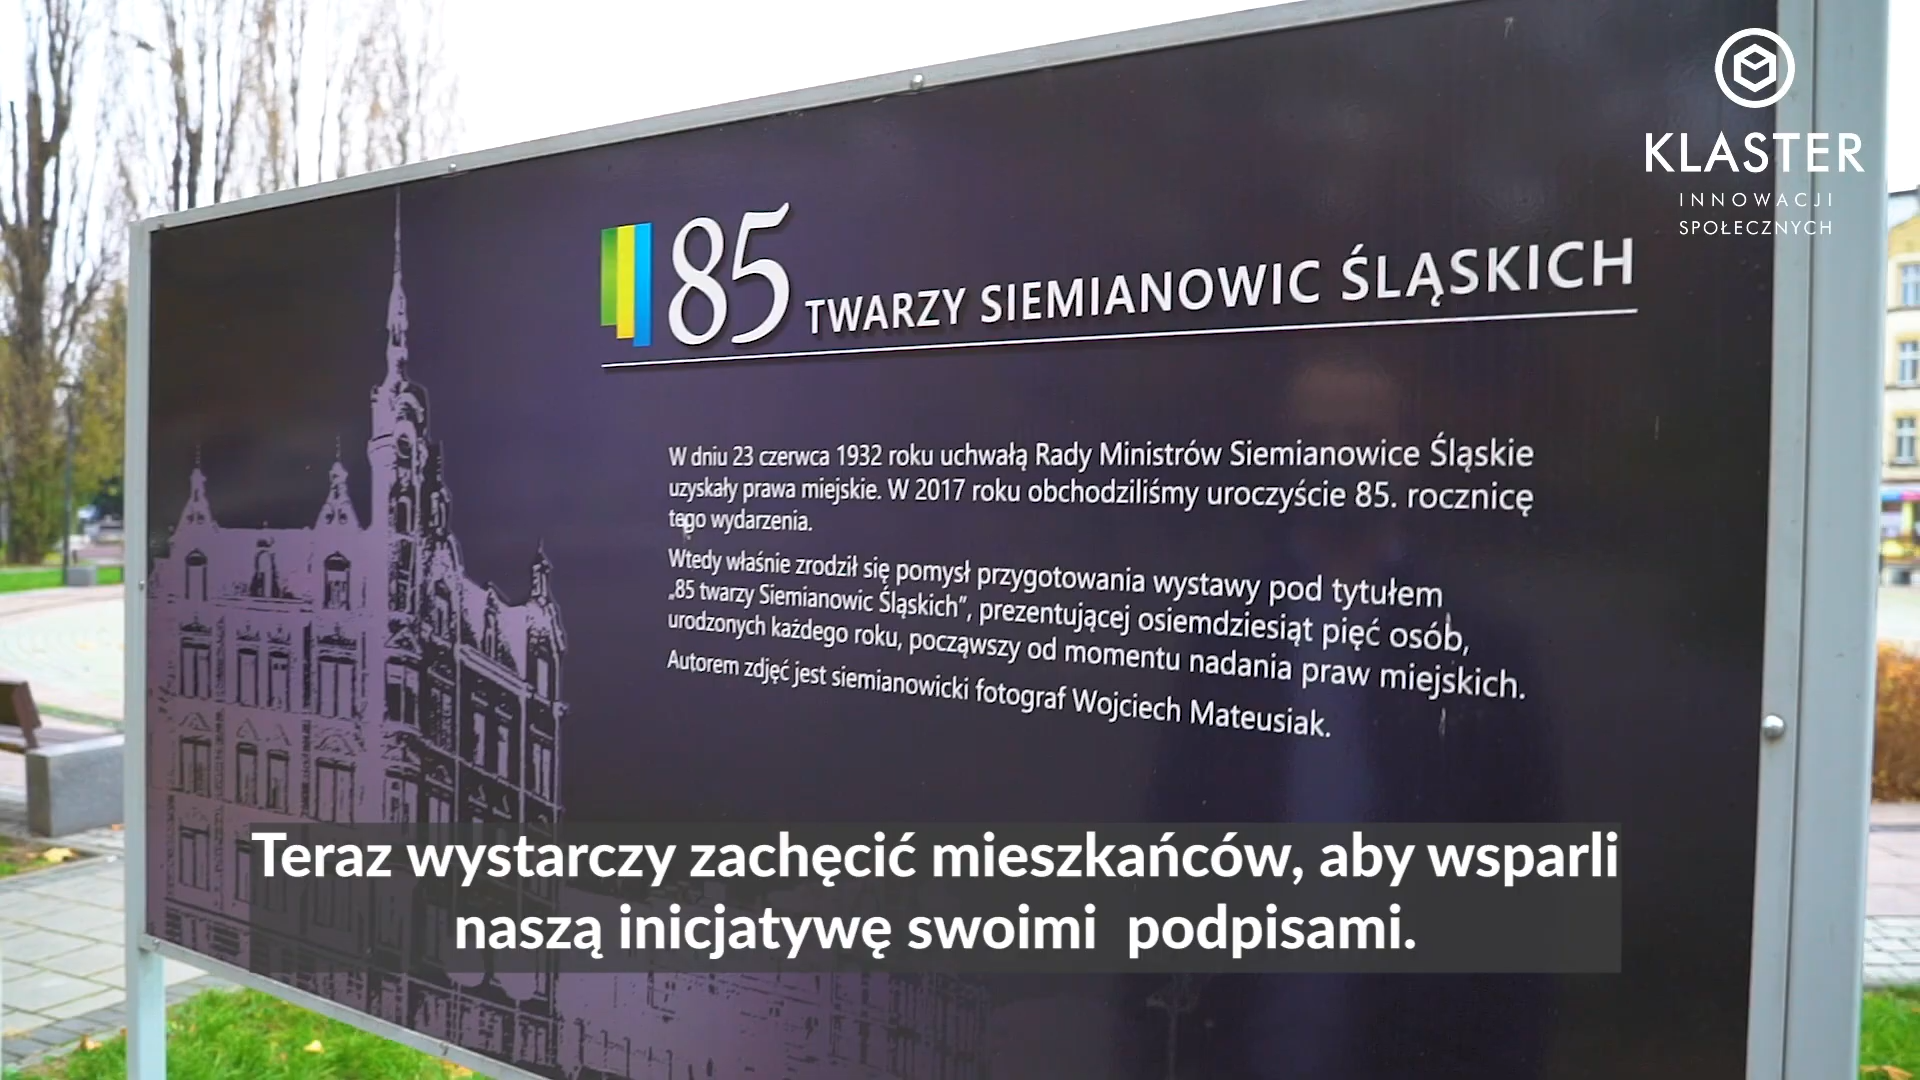 KLASTER
INNOWACJI
SPOŁECZNYCH
85 TWARZY SIEMIANOWIC ŚLĄSKICH
W dniu 23 czerwca 1932 roku uchwałą Rady Ministrów Siemianowice Śląskie
uzyskały prawa miejskie. W 2017 roku obchodziliśmy uroczyście 85. rocznicę
tego wydarzenia.
Wtedy właśnie zrodził się pomysł przygotowania wystawy pod tytułem
„85 twarzy Siemianowic Śląskich”, prezentującej osiemdziesiąt pięć osób,
urodzonych każdego roku, począwszy od momentu nadania praw miejskich.
Autorem zdjęć jest siemianowicki fotograf Wojciech Mateusiak.
Teraz wystarczy zachęcić mieszkańców, aby wsparli
naszą inicjatywę swoimi  podpisami.